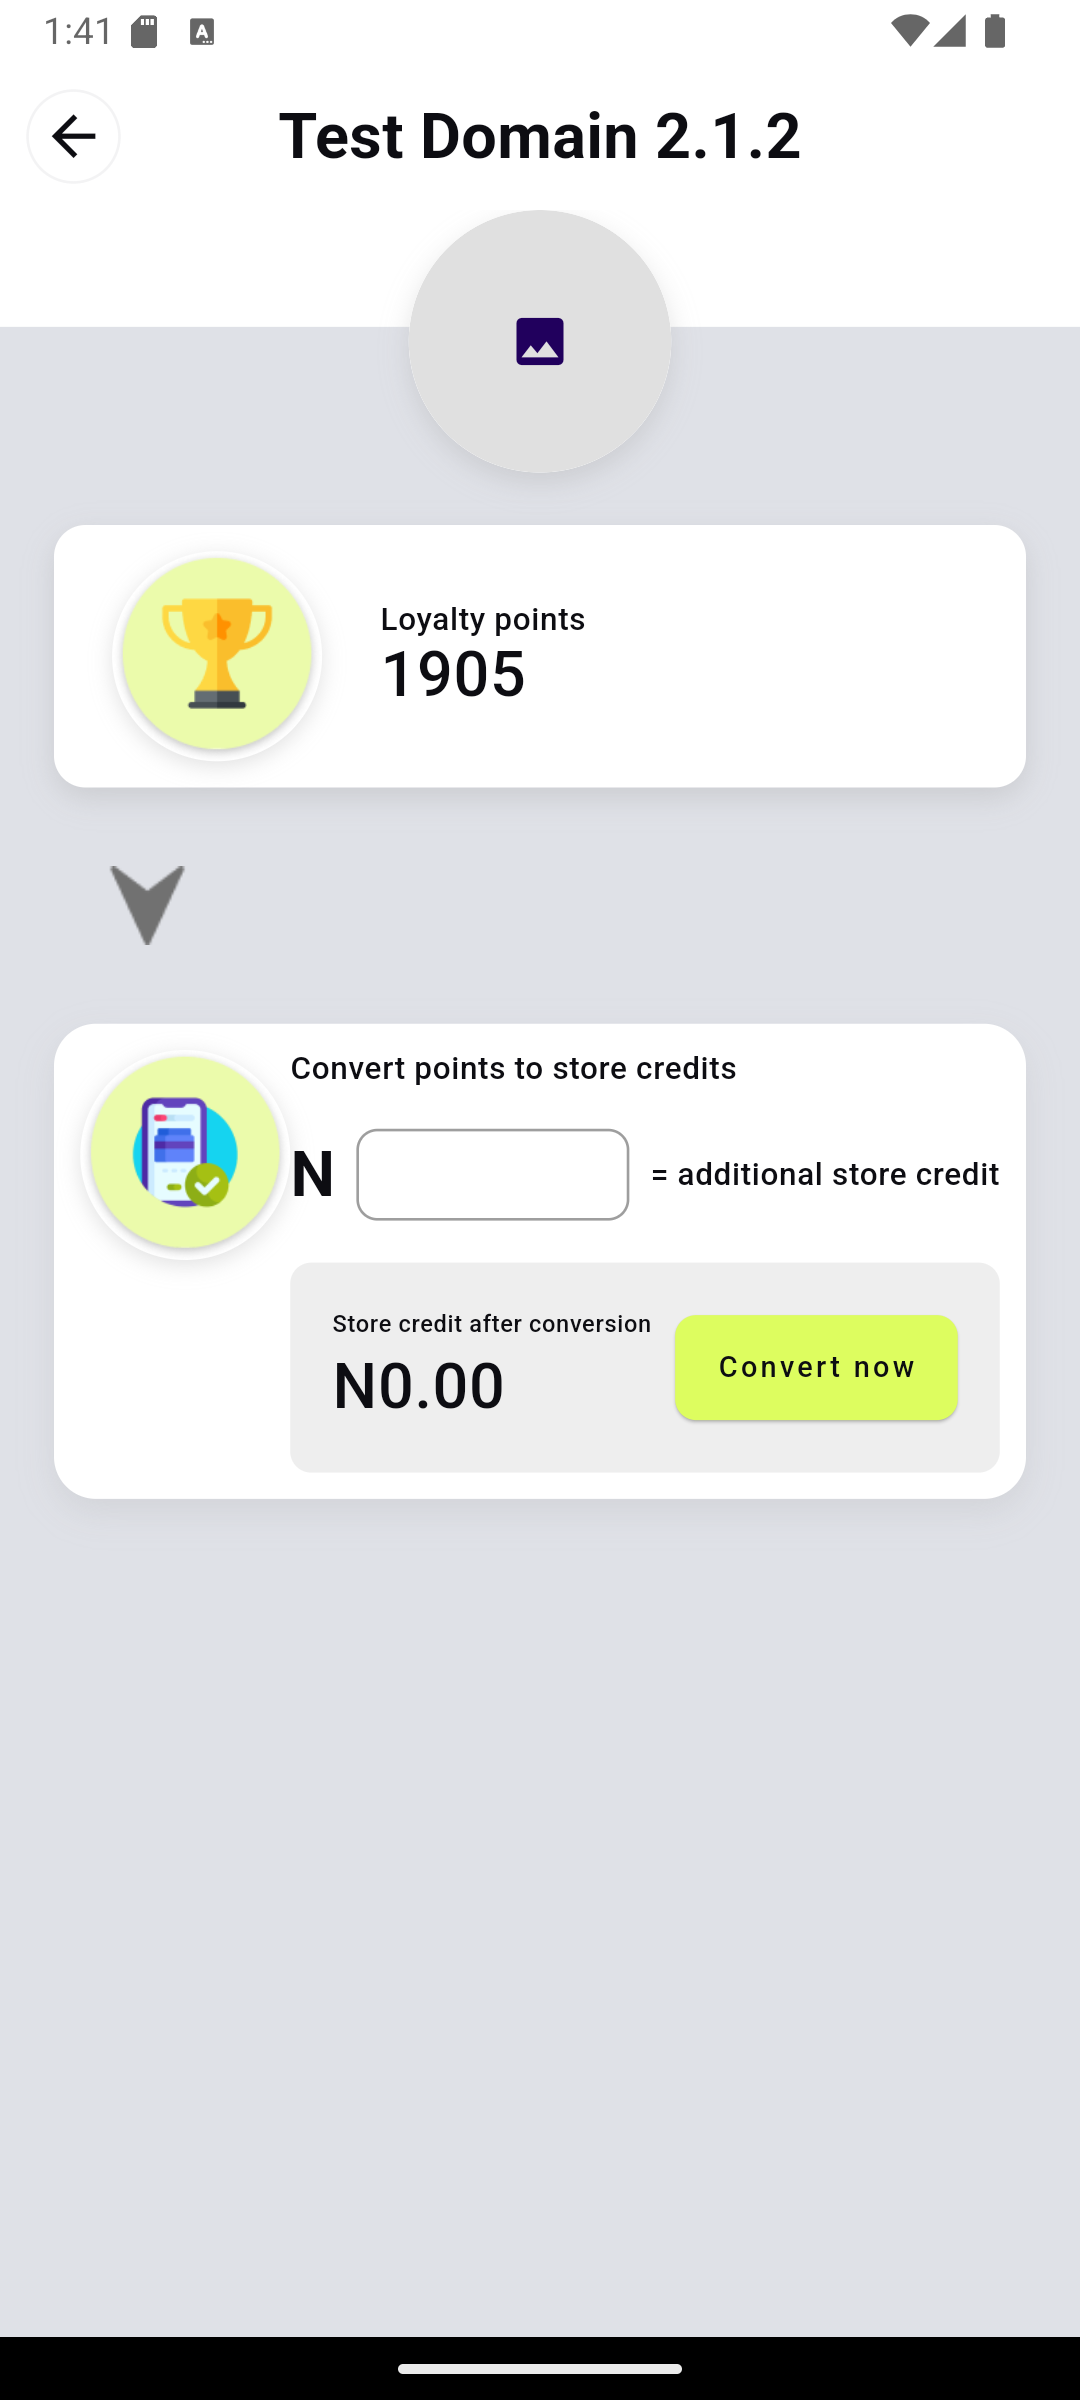 1:41
Test Domain 2.1.2
Loyalty points
1905
Convert points to store credits
N = additional store credit
Store credit after conversion
N0.00
Convert now